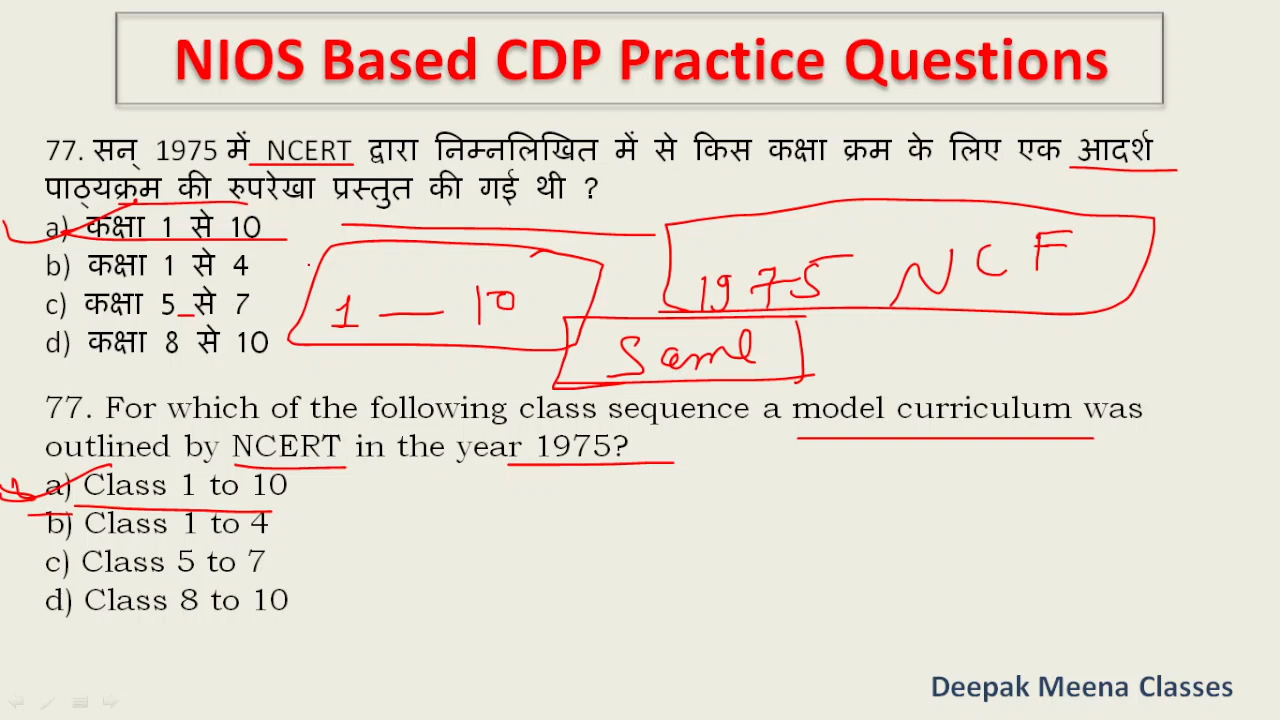 NIOS Based CDP Practice Questions
77. सन् 1975 में NCERT द्वारा निम्नलिखित में से किस कक्षा क्रम के लिए एक आदर्श
पाठ्यक्रम की रुपरेखा प्रस्तुत की गई थी ?
a) कक्षा 1 से 10
b) कक्षा 1 से 4
c) कक्षा 5 से 7
d) कक्षा 8 से 10
1975 NCF
1 — 10
Same
77. For which of the following class sequence a model curriculum was
outlined by NCERT in the year 1975?
a) Class 1 to 10
b) Class 1 to 4
c) Class 5 to 7
d) Class 8 to 10
Deepak Meena Classes